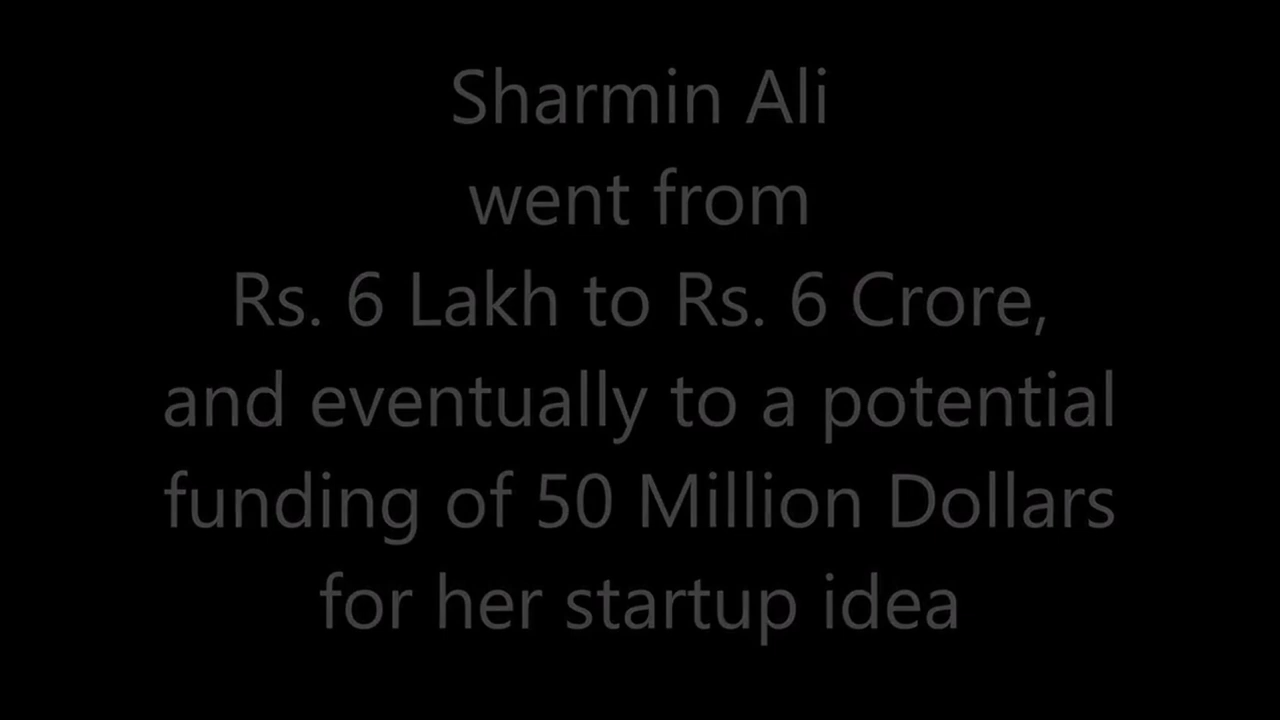 Sharmin Ali
went from
Rs. 6 Lakh to Rs. 6 Crore,
and eventually to a potential
funding of 50 Million Dollars
for her startup idea